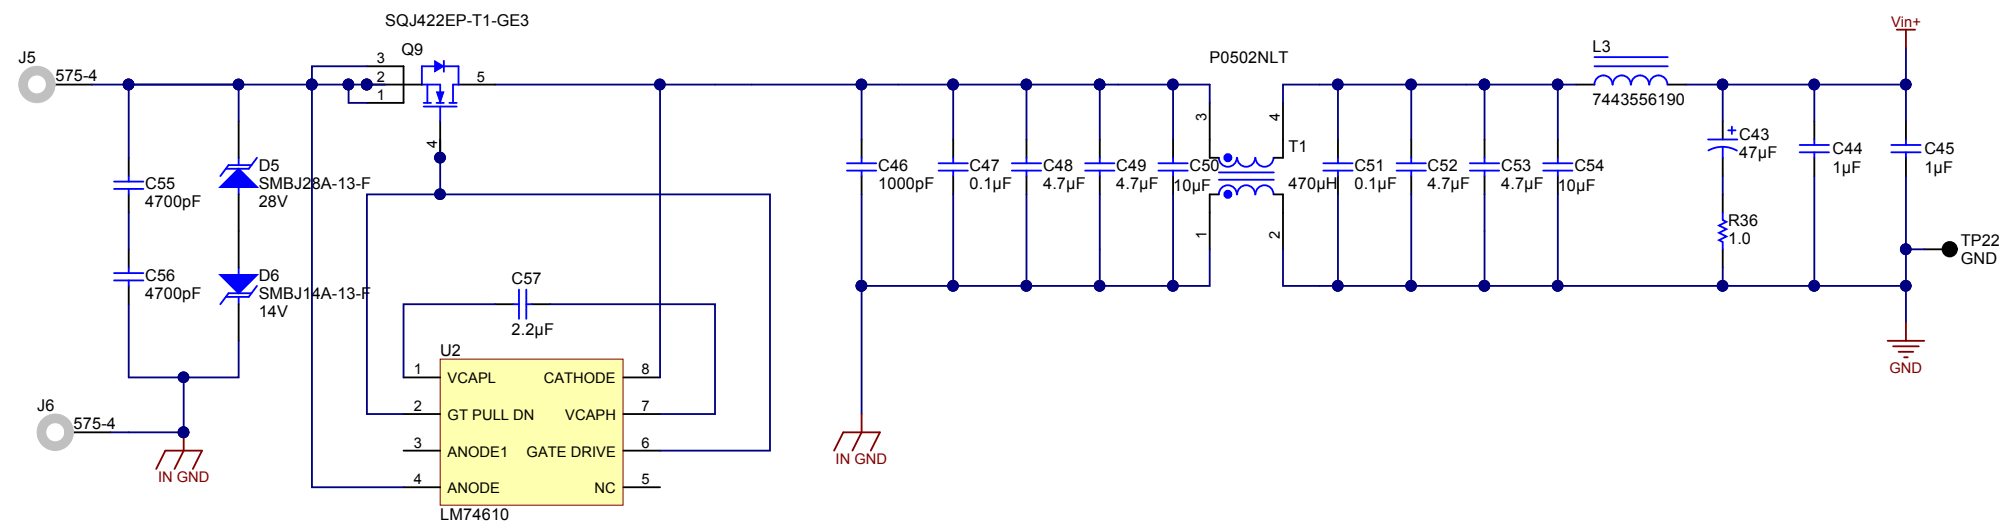 SQJ422EP-T1-GE3
Q9
3
2
1
5
4
J5
575-4
C55
4700pF
C56
4700pF
D5
SMBJ28A-13-F
28V
D6
SMBJ14A-13-F
14V
J6
575-4
IN GND
C57
2.2µF
U2
1
VCAPL
CATHODE
8
2
GT PULL DN
VCAPH
7
3
ANODE1
GATE DRIVE
6
4
ANODE
NC
5
LM74610
C46
1000pF
IN GND
C47
0.1µF
C48
4.7µF
C49
4.7µF
C50
10µF
P0502NLT
3
4
T1
470µH
1
2
C51
0.1µF
C52
4.7µF
C53
4.7µF
C54
10µF
L3
7443556190
+
C43
47µF
R36
1.0
C44
1µF
Vin+
C45
1µF
TP22
GND
GND